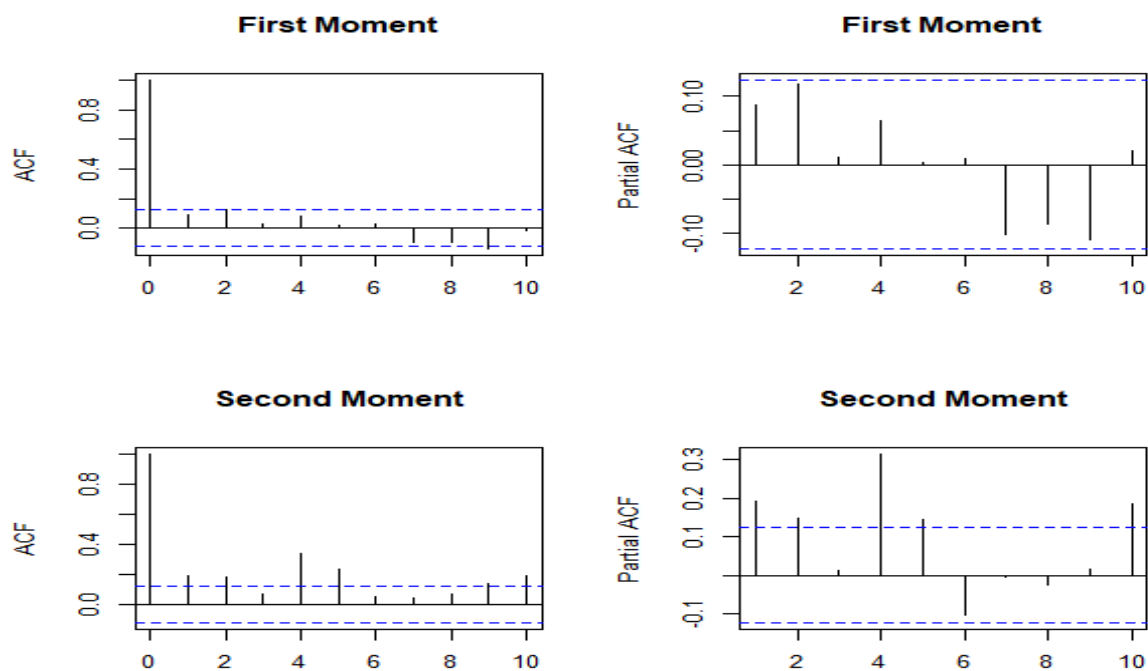 First Moment
ACF
0.0 0.4 0.8
0 2 4 6 8 10
First Moment
Partial ACF
-0.10 0.00 0.10
2 4 6 8 10
Second Moment
ACF
0.0 0.4 0.8
0 2 4 6 8 10
Second Moment
Partial ACF
-0.1 0.1 0.2 0.3
2 4 6 8 10